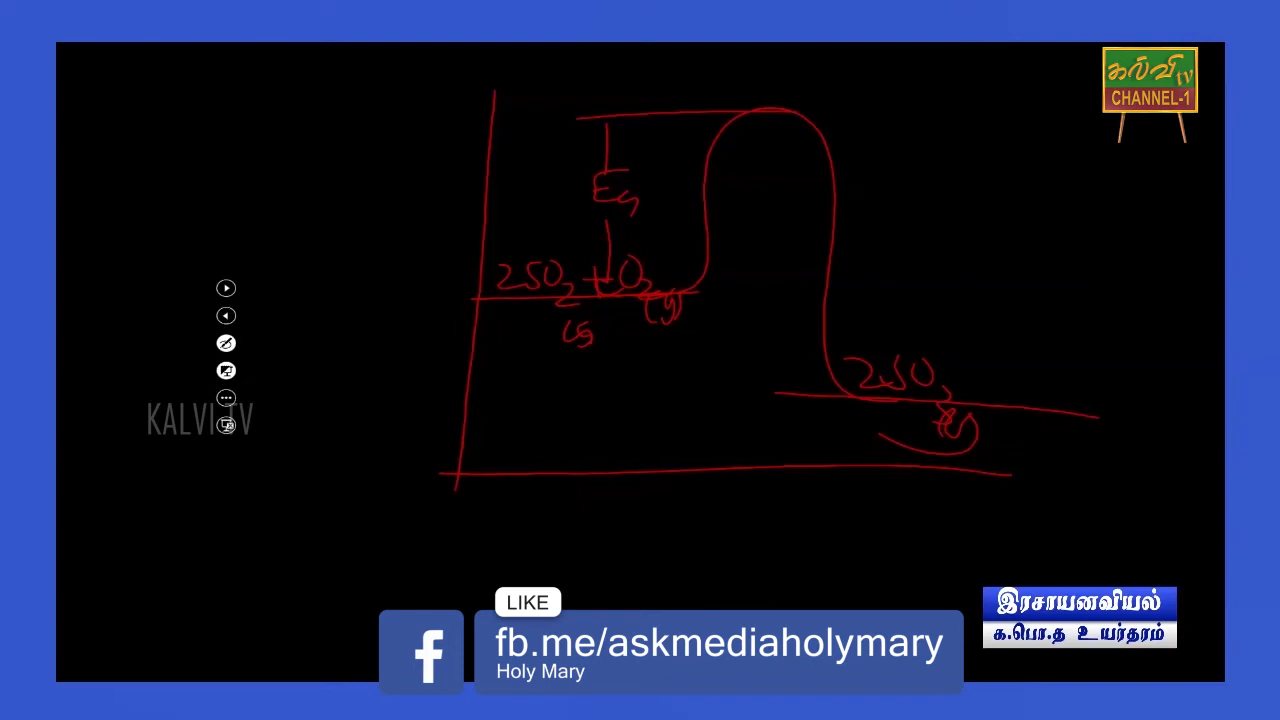 கல்வி tv
CHANNEL-1
Ea
2SO2 + O2
(g) (g)
2SO3
(g)
KALVI TV
LIKE
fb.me/askmediaholymary
Holy Mary
இரசாயனவியல்
க.பொ.த உயர்தரம்